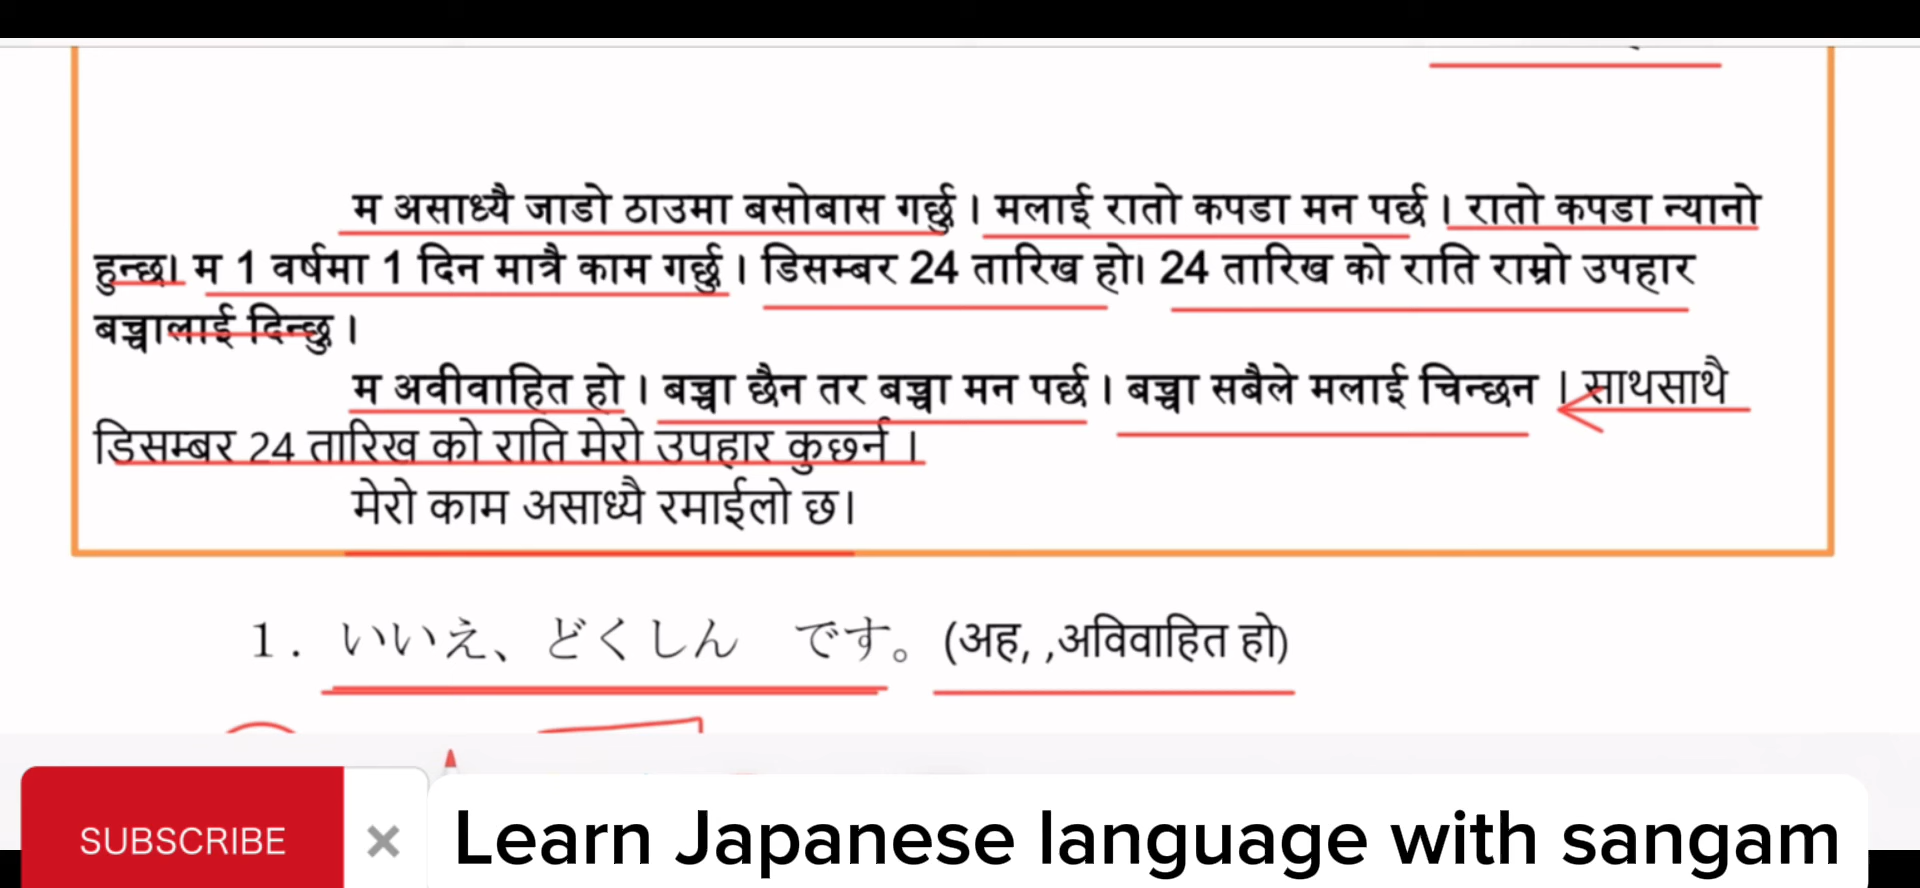 म असाध्यै जाडो ठाउमा बसोबास गर्छु । मलाई रातो कपडा मन पर्छ । रातो कपडा न्यानो
हुन्छ। म 1 वर्षमा 1 दिन मात्रै काम गर्छु । डिसम्बर 24 तारिख हो। 24 तारिख को राति राम्रो उपहार
बच्चालाई दिन्छु ।
म अवीवाहित हो । बच्चा छैन तर बच्चा मन पर्छ । बच्चा सबैले मलाई चिन्छन । साथसाथै
डिसम्बर 24 तारिख को राति मेरो उपहार कुछर्न ।
मेरो काम असाध्यै रमाईलो छ।
1. いいえ、どくしん です。(अह, ,अविवाहित हो)
SUBSCRIBE × Learn Japanese language with sangam